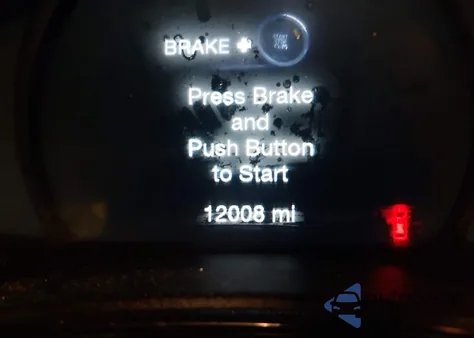 BRAKE +
Press Brake
and
Push Button
to Start
12008 mi